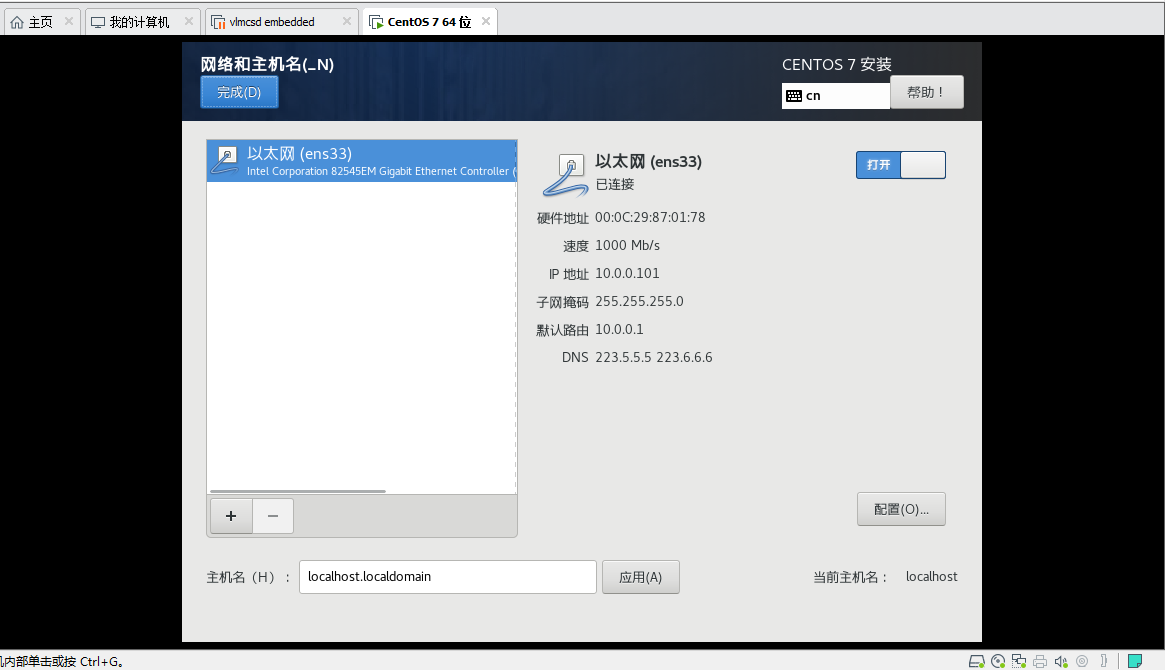 主页
我的计算机
vlmcsd embedded
CentOS 7 64 位
网络和主机名(_N)
CENTOS 7 安装
完成(D)
cn
帮助！
以太网 (ens33)
Intel Corporation 82545EM Gigabit Ethernet Controller (
以太网 (ens33)
已连接
打开
硬件地址 00:0C:29:87:01:78
速度 1000 Mb/s
IP 地址 10.0.0.101
子网掩码 255.255.255.0
默认路由 10.0.0.1
DNS 223.5.5.5 223.6.6.6
+ −
配置(O)...
主机名（H）： localhost.localdomain 应用(A) 当前主机名： localhost
内部单击或按 Ctrl+G。